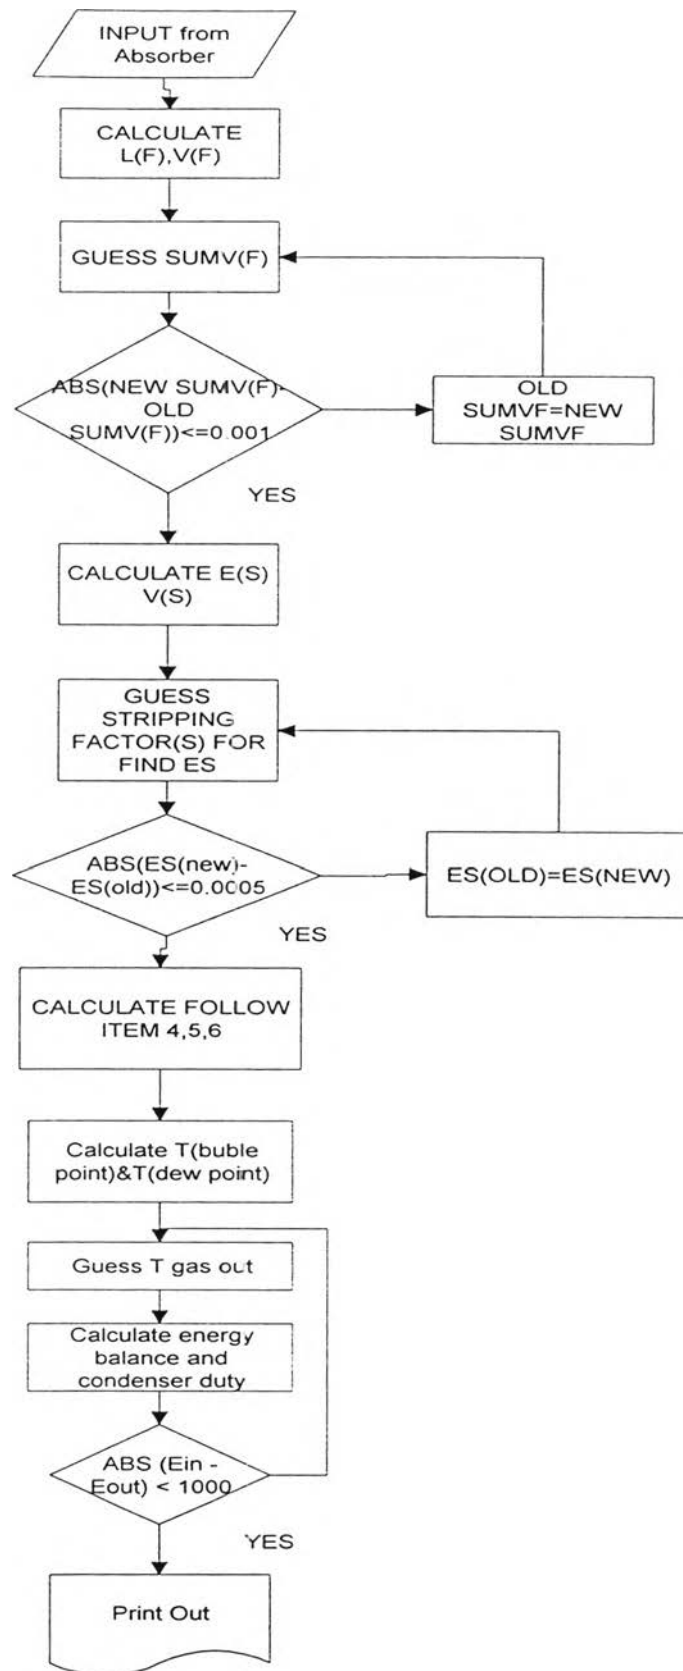 INPUT from
Absorber
CALCULATE
L(F),V(F)
GUESS SUMV(F)
ABS(NEW SUMV(F)-
OLD
SUMV(F))<=0.001
OLD
SUMVF=NEW
SUMVF
YES
CALCULATE E(S)
V(S)
GUESS
STRIPPING
FACTOR(S) FOR
FIND ES
ABS(ES(new)-
ES(old))<=0.0005
ES(OLD)=ES(NEW)
YES
CALCULATE FOLLOW
ITEM 4,5,6
Calculate T(buble
point)&T(dew point)
Guess T gas out
Calculate energy
balance and
condenser duty
ABS (Ein -
Eout) < 1000
YES
Print Out